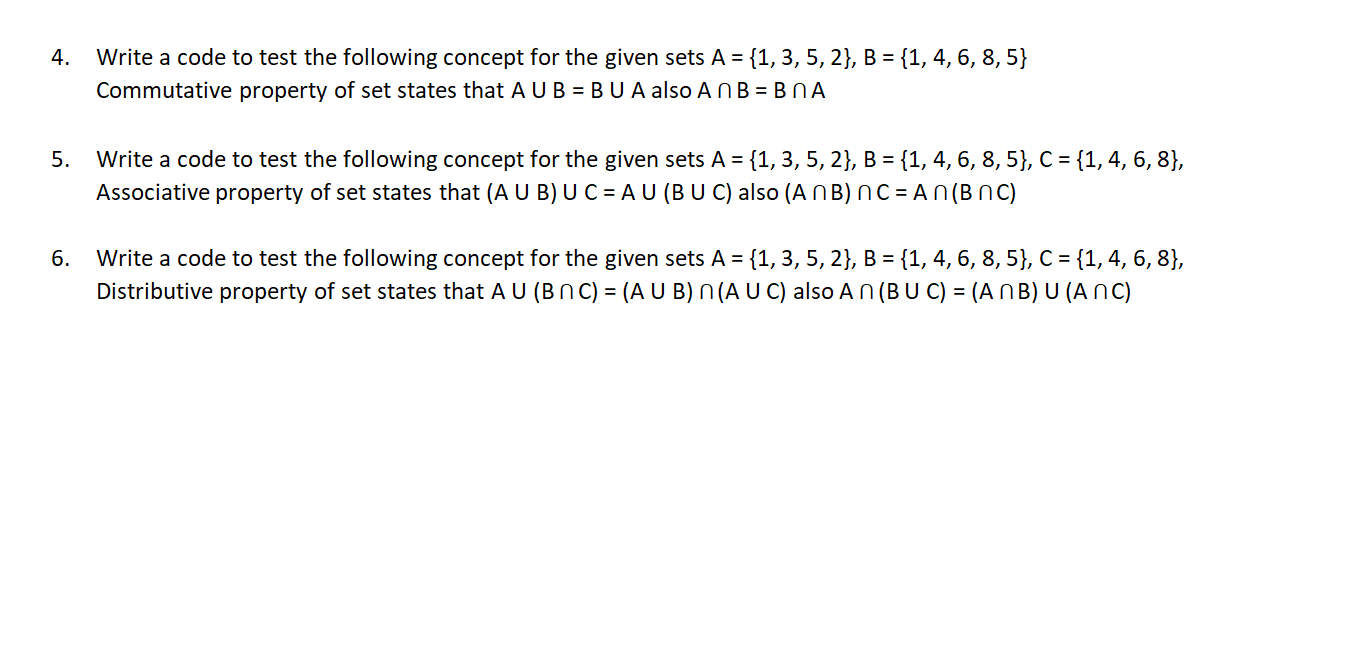 4. Write a code to test the following concept for the given sets A = {1, 3, 5, 2}, B = {1, 4, 6, 8, 5}
Commutative property of set states that A U B = B U A also A ∩ B = B ∩ A
5. Write a code to test the following concept for the given sets A = {1, 3, 5, 2}, B = {1, 4, 6, 8, 5}, C = {1, 4, 6, 8},
Associative property of set states that (A U B) U C = A U (B U C) also (A ∩ B) ∩ C = A ∩ (B ∩ C)
6. Write a code to test the following concept for the given sets A = {1, 3, 5, 2}, B = {1, 4, 6, 8, 5}, C = {1, 4, 6, 8},
Distributive property of set states that A U (B ∩ C) = (A U B) ∩ (A U C) also A ∩ (B U C) = (A ∩ B) U (A ∩ C)